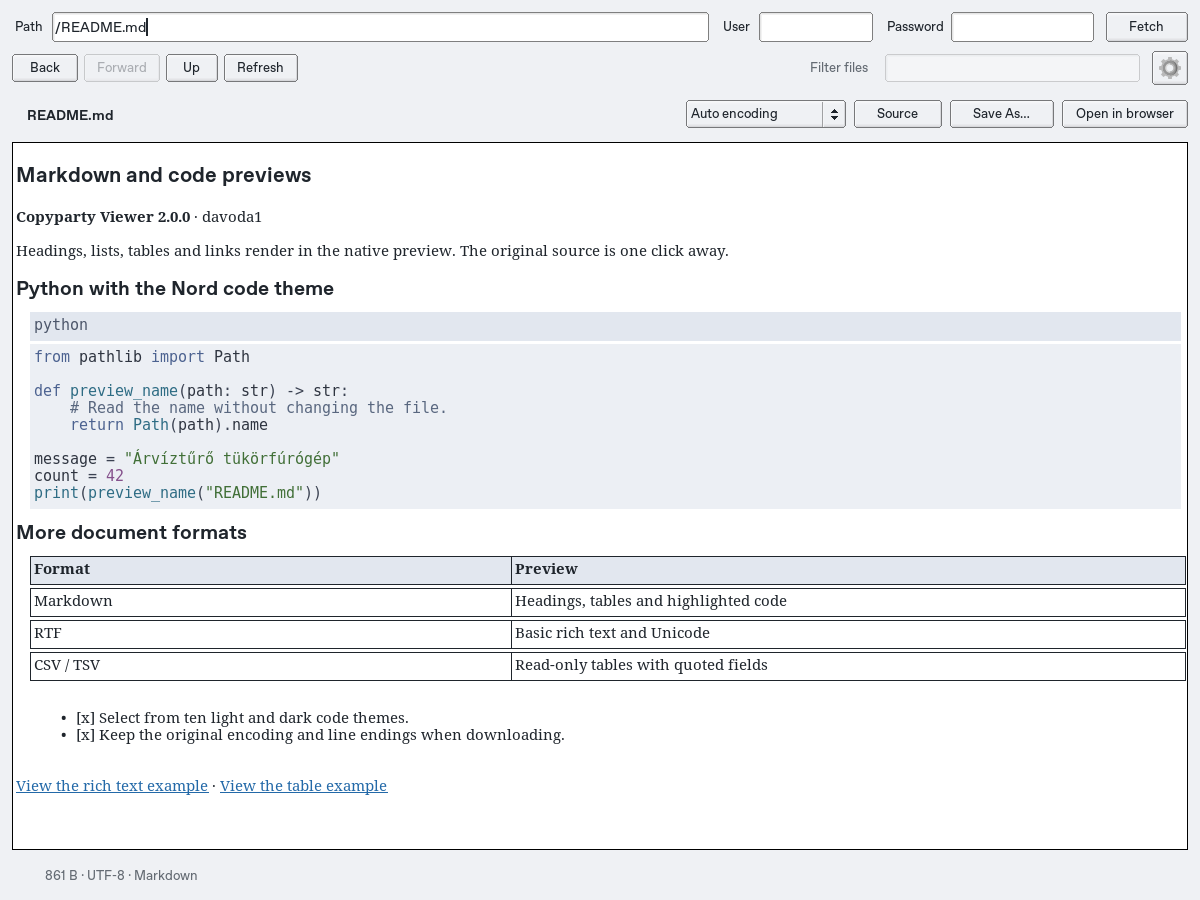 Path /README.md User Password Fetch
Back Forward Up Refresh Filter files
README.md Auto encoding Source Save As... Open in browser
Markdown and code previews
Copyparty Viewer 2.0.0 · davoda1
Headings, lists, tables and links render in the native preview. The original source is one click away.
Python with the Nord code theme
python
from pathlib import Path
def preview_name(path: str) -> str:
    # Read the name without changing the file.
    return Path(path).name
message = "Árvíztűrő tükörfúrógép"
count = 42
print(preview_name("README.md"))
More document formats
Format Preview
Markdown Headings, tables and highlighted code
RTF Basic rich text and Unicode
CSV / TSV Read-only tables with quoted fields
• [x] Select from ten light and dark code themes.
• [x] Keep the original encoding and line endings when downloading.
View the rich text example · View the table example
861 B · UTF-8 · Markdown